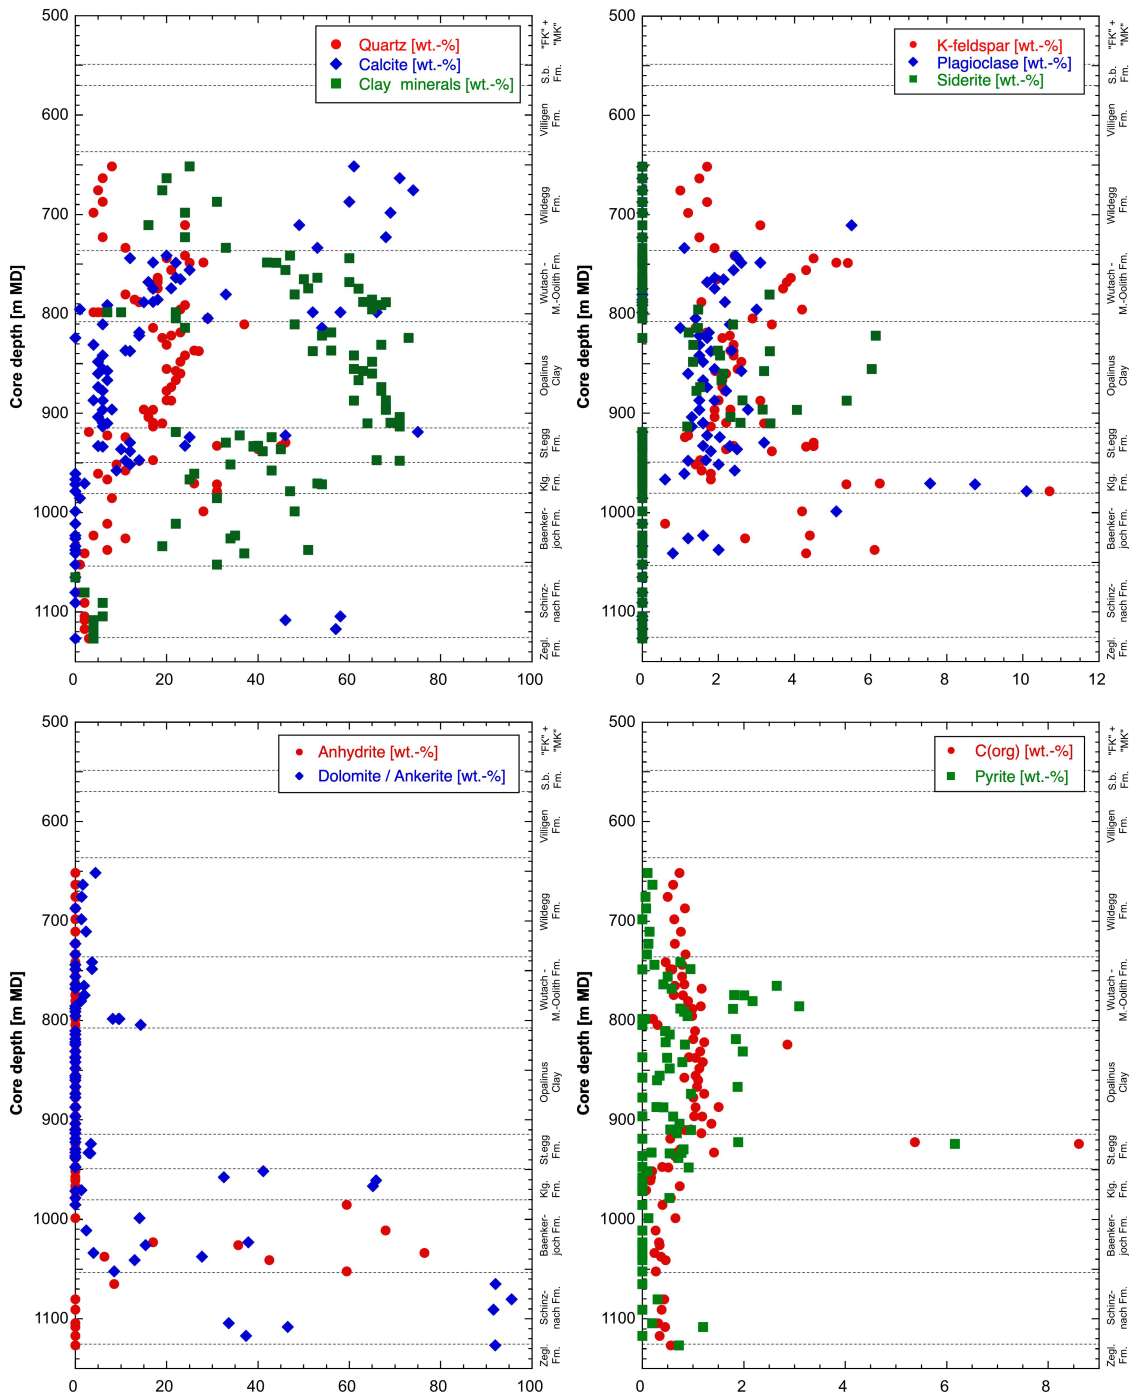 Quartz [wt.-%]
Calcite [wt.-%]
Clay minerals [wt.-%]
Core depth [m MD]
500
600
700
800
900
1000
1100
0
20
40
60
80
100
"FK" +
"MK"
S.b.
Fm.
Villigen
Fm.
Wildegg
Fm.
Wutach -
M.-Oolith Fm.
Opalinus
Clay
St.egg
Fm.
Klg.
Fm.
Baenker-
joch Fm.
Schinz-
nach Fm.
Zegl.
Fm.
K-feldspar [wt.-%]
Plagioclase [wt.-%]
Siderite [wt.-%]
Core depth [m MD]
500
600
700
800
900
1000
1100
0
2
4
6
8
10
12
"FK" +
"MK"
S.b.
Fm.
Villigen
Fm.
Wildegg
Fm.
Wutach -
M.-Oolith Fm.
Opalinus
Clay
St.egg
Fm.
Klg.
Fm.
Baenker-
joch Fm.
Schinz-
nach Fm.
Zegl.
Fm.
Anhydrite [wt.-%]
Dolomite / Ankerite [wt.-%]
Core depth [m MD]
500
600
700
800
900
1000
1100
0
20
40
60
80
100
"FK" +
"MK"
S.b.
Fm.
Villigen
Fm.
Wildegg
Fm.
Wutach -
M.-Oolith Fm.
Opalinus
Clay
St.egg
Fm.
Klg.
Fm.
Baenker-
joch Fm.
Schinz-
nach Fm.
Zegl.
Fm.
C(org) [wt.-%]
Pyrite [wt.-%]
Core depth [m MD]
500
600
700
800
900
1000
1100
0
2
4
6
8
"FK" +
"MK"
S.b.
Fm.
Villigen
Fm.
Wildegg
Fm.
Wutach -
M.-Oolith Fm.
Opalinus
Clay
St.egg
Fm.
Klg.
Fm.
Baenker-
joch Fm.
Schinz-
nach Fm.
Zegl.
Fm.